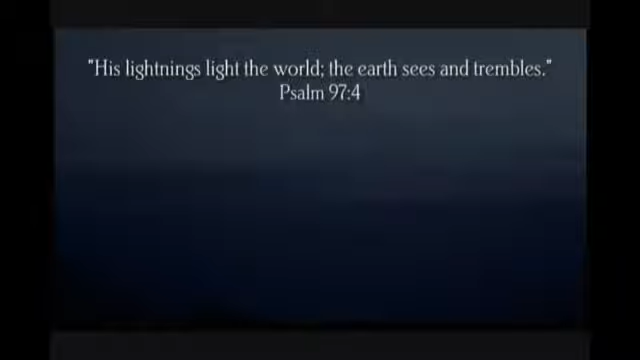 "His lightnings light the world; the earth sees and trembles."
Psalm 97:4